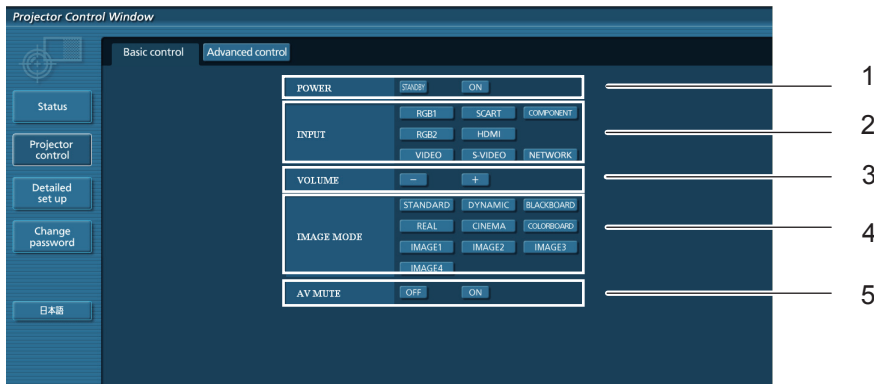 Projector Control Window
Basic control Advanced control
Status
Projector control
Detailed set up
Change password
日本語
POWER STANDBY ON
INPUT
RGB1 SCART COMPONENT
RGB2 HDMI
VIDEO S-VIDEO NETWORK
VOLUME - +
IMAGE MODE
STANDARD DYNAMIC BLACKBOARD
REAL CINEMA COLORBOARD
IMAGE1 IMAGE2 IMAGE3
IMAGE4
AV MUTE OFF ON
1
2
3
4
5